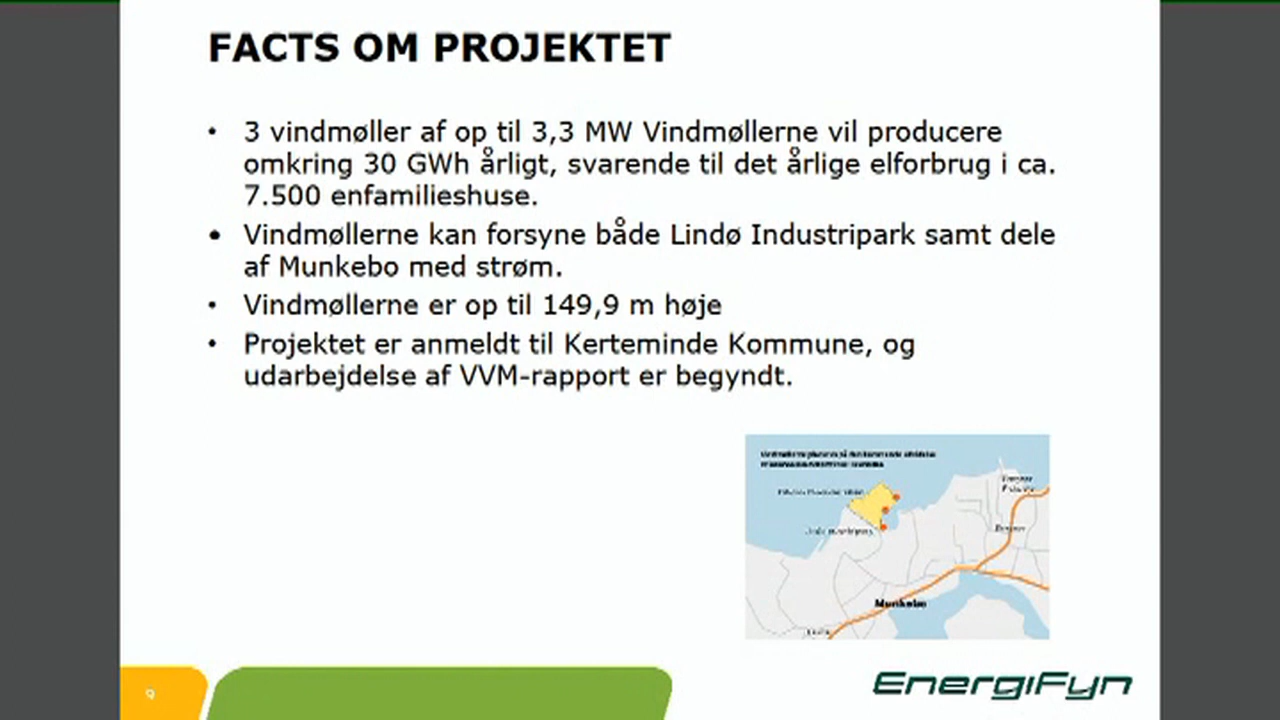 FACTS OM PROJEKTET
• 3 vindmøller af op til 3,3 MW Vindmøllerne vil producere
omkring 30 GWh årligt, svarende til det årlige elforbrug i ca.
7.500 enfamilieshuse.
• Vindmøllerne kan forsyne både Lindø Industripark samt dele
af Munkebo med strøm.
• Vindmøllerne er op til 149,9 m høje
• Projektet er anmeldt til Kerteminde Kommune, og
udarbejdelse af VVM-rapport er begyndt.
Munkebo
9
EnergiFyn